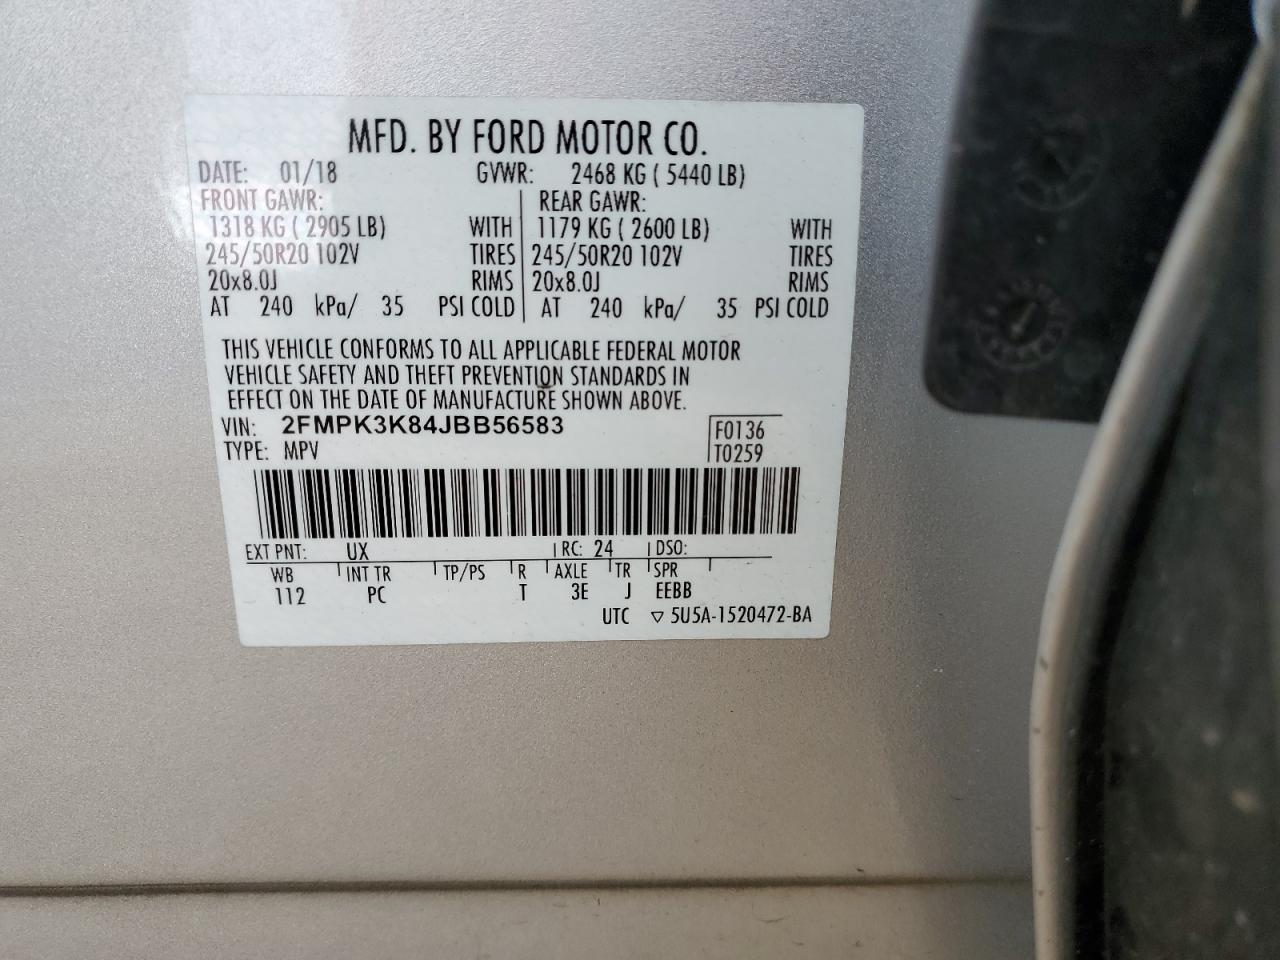 MFD. BY FORD MOTOR CO.
DATE: 01/18 GVWR: 2468 KG ( 5440 LB)
FRONT GAWR: REAR GAWR:
1318 KG ( 2905 LB) WITH 1179 KG ( 2600 LB) WITH
245/50R20 102V TIRES 245/50R20 102V TIRES
20x8.0J RIMS 20x8.0J RIMS
AT 240 kPa/ 35 PSI COLD AT 240 kPa/ 35 PSI COLD
THIS VEHICLE CONFORMS TO ALL APPLICABLE FEDERAL MOTOR
VEHICLE SAFETY AND THEFT PREVENTION STANDARDS IN
EFFECT ON THE DATE OF MANUFACTURE SHOWN ABOVE.
VIN: 2FMPK3K84JBB56583 F0136
TYPE: MPV T0259
EXT PNT: UX RC: 24 DSO:
WB INT TR TP/PS R AXLE TR SPR
112 PC T 3E J EEBB
UTC ▽ 5U5A-1520472-BA